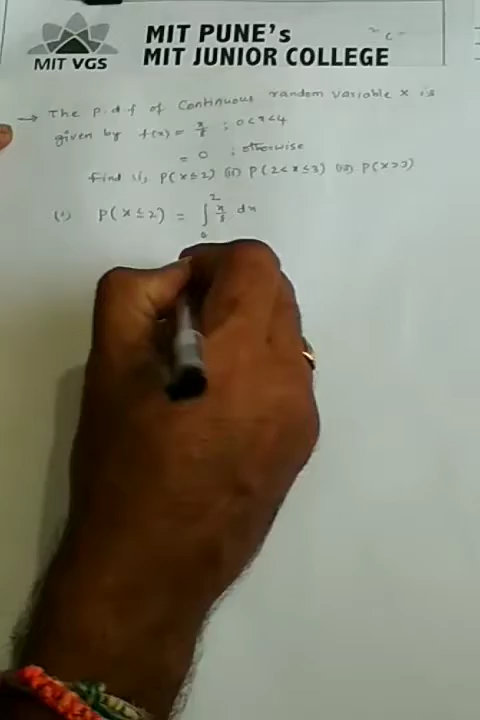 MIT PUNE's
MIT VGS MIT JUNIOR COLLEGE
→ The p.d.f of Continuous random variable x is
given by f(x) = x/8 ; 0<x<4
= 0 ; otherwise
Find (i) P(x≤2) (ii) P(2<x≤3) (iii) P(x>3)
(i) P(x≤2) = ∫₀² x/8 dx